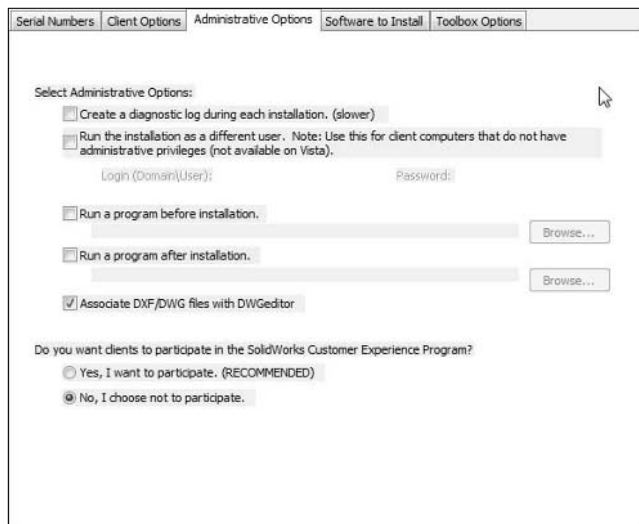 Serial Numbers Client Options Administrative Options Software to Install Toolbox Options
Select Administrative Options:
Create a diagnostic log during each installation. (slower)
Run the installation as a different user. Note: Use this for client computers that do not have
administrative privileges (not available on Vista).
Login (Domain\User): Password:
Run a program before installation.
Browse...
Run a program after installation.
Browse...
Associate DXF/DWG files with DWGeditor
Do you want clients to participate in the SolidWorks Customer Experience Program?
Yes, I want to participate. (RECOMMENDED)
No, I choose not to participate.